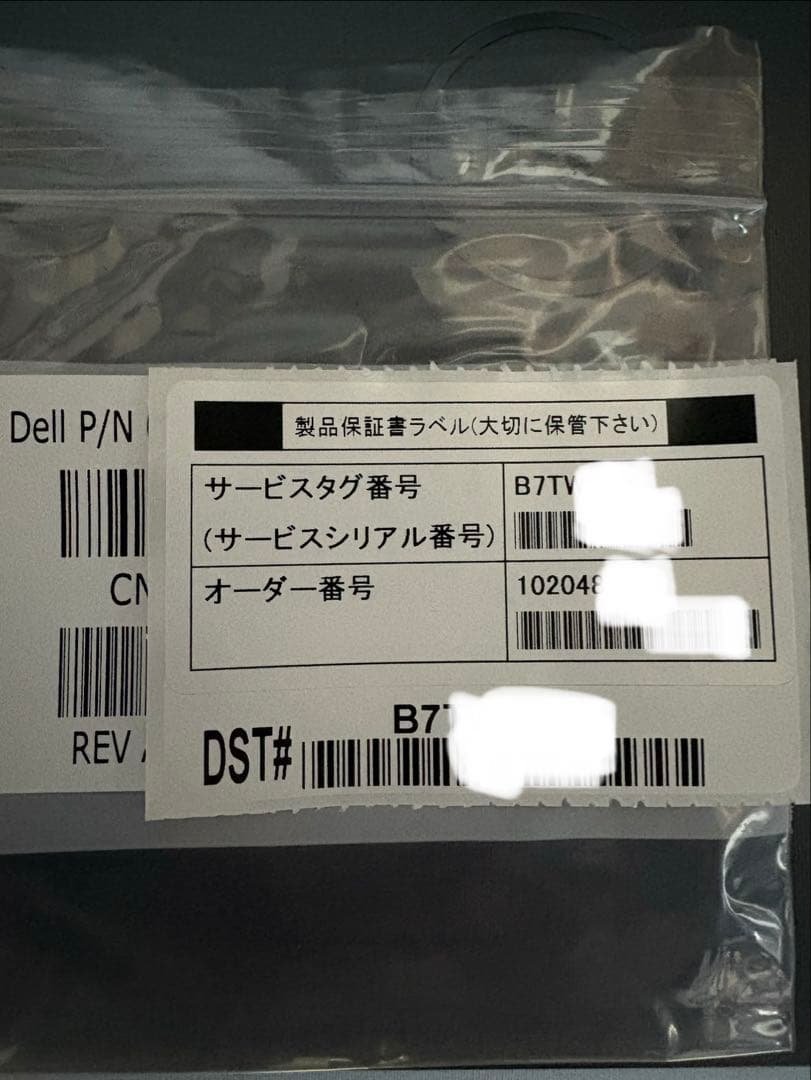 Dell P/N
CN
REV
製品保証書ラベル(大切に保管下さい)
サービスタグ番号
(サービスシリアル番号)
B7T
オーダー番号
102048
DST#
B7